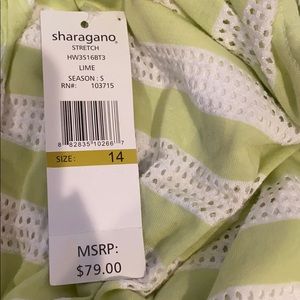 sharagano
STRETCH
HW3516BT3
LIME
SEASON: S
RN#: 103715
8 82835 10266 7
SIZE: 14
MSRP:
$79.00